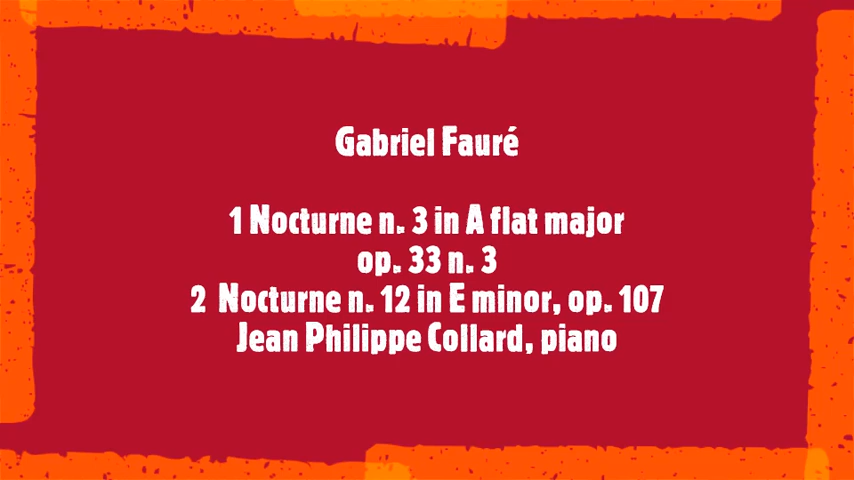 Gabriel Fauré
1 Nocturne n. 3 in A flat major
op. 33 n. 3
2 Nocturne n. 12 in E minor, op. 107
Jean Philippe Collard, piano